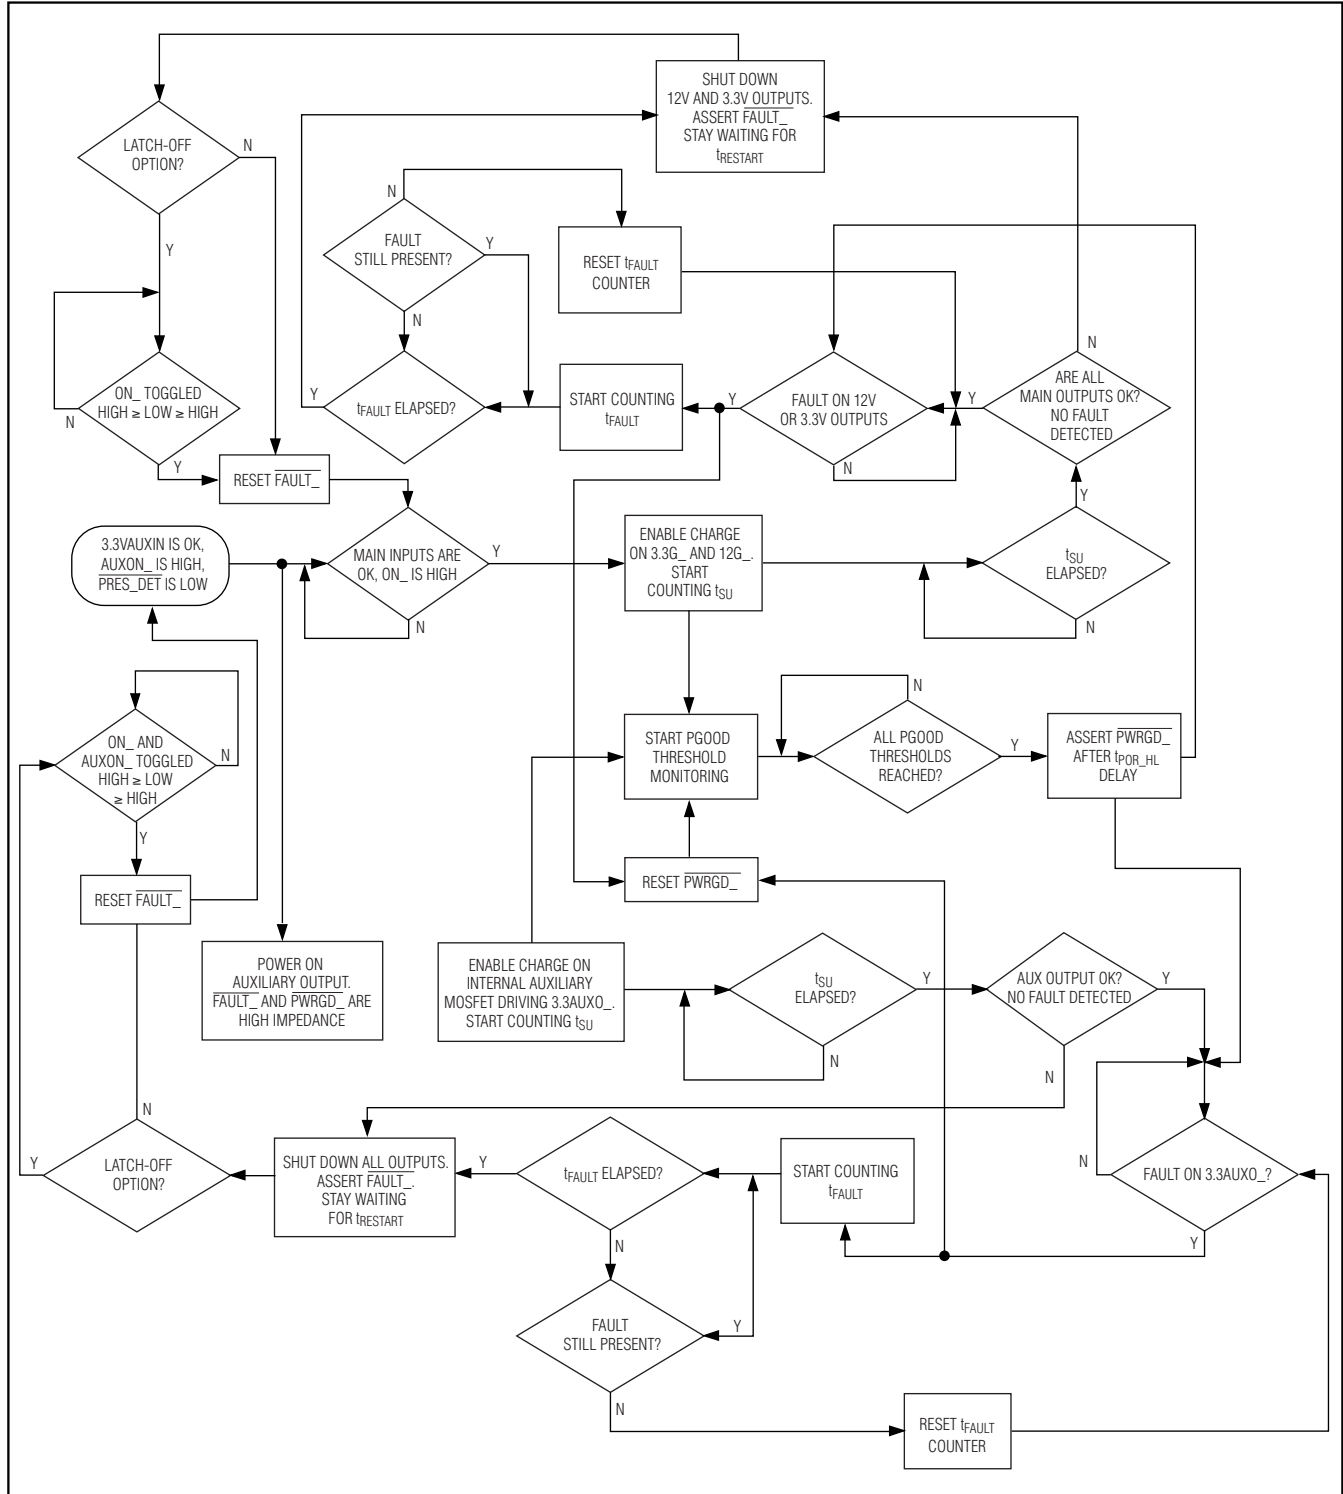 SHUT DOWN
12V AND 3.3V OUTPUTS.
ASSERT FAULT_
STAY WAITING FOR
tRESTART
LATCH-OFF
OPTION?
N
Y
N
FAULT
STILL PRESENT?
Y
N
RESET tFAULT
COUNTER
ON_ TOGGLED
HIGH ≥ LOW ≥ HIGH
N
Y
Y
tFAULT ELAPSED?
START COUNTING
tFAULT
Y
FAULT ON 12V
OR 3.3V OUTPUTS
N
Y
N
ARE ALL
MAIN OUTPUTS OK?
NO FAULT
DETECTED
RESET FAULT_
Y
3.3VAUXIN IS OK,
AUXON_ IS HIGH,
PRES_DET IS LOW
MAIN INPUTS ARE
OK, ON_ IS HIGH
Y
N
ENABLE CHARGE
ON 3.3G_ AND 12G_.
START
COUNTING tSU
tSU
ELAPSED?
N
ON_ AND
AUXON_ TOGGLED
HIGH ≥ LOW
≥ HIGH
N
Y
START PGOOD
THRESHOLD
MONITORING
N
ALL PGOOD
THRESHOLDS
REACHED?
Y
ASSERT PWRGD_
AFTER tPOR_HL
DELAY
RESET FAULT_
RESET PWRGD_
POWER ON
AUXILIARY OUTPUT.
FAULT_ AND PWRGD_ ARE
HIGH IMPEDANCE
ENABLE CHARGE ON
INTERNAL AUXILIARY
MOSFET DRIVING 3.3AUXO_.
START COUNTING tSU
tSU
ELAPSED?
Y
N
AUX OUTPUT OK?
NO FAULT DETECTED
Y
N
N
LATCH-OFF
OPTION?
Y
SHUT DOWN ALL OUTPUTS.
ASSERT FAULT_.
STAY WAITING
FOR tRESTART
Y
tFAULT ELAPSED?
N
START COUNTING
tFAULT
N
FAULT ON 3.3AUXO_?
Y
FAULT
STILL PRESENT?
Y
N
RESET tFAULT
COUNTER